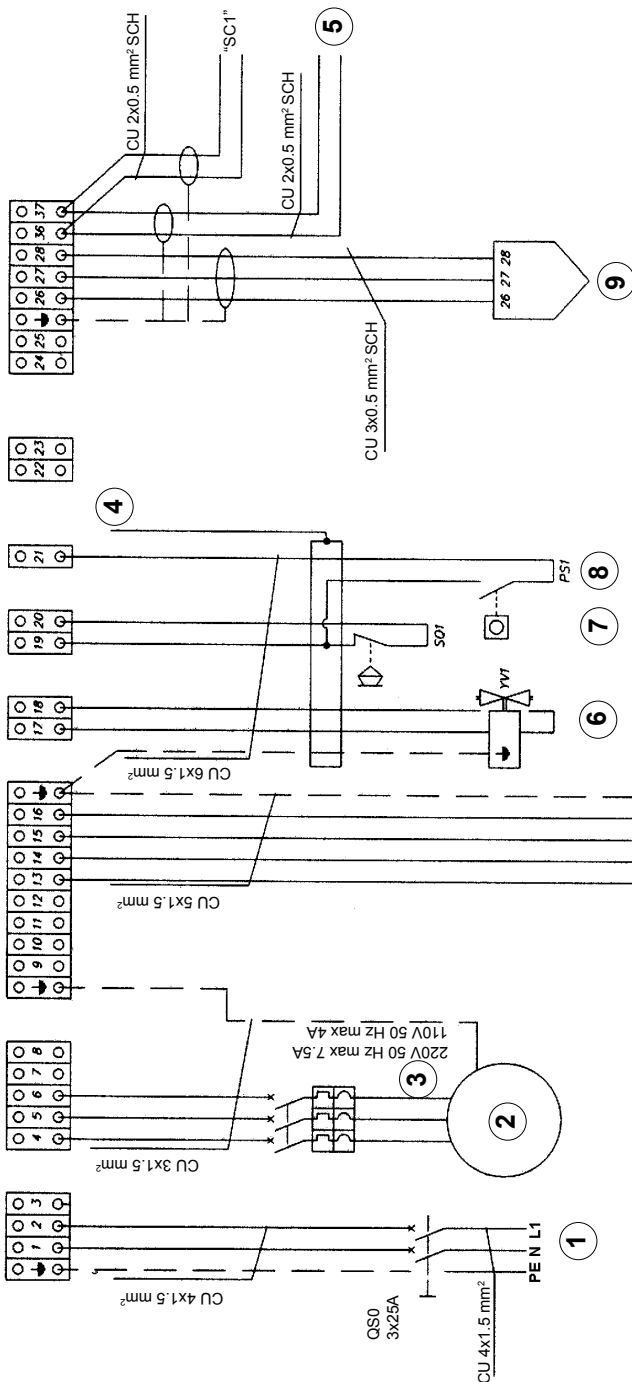 1 2 3
4 5 6 7 8
9 10 11 12 13 14 15 16
17 18
19 20
21
22 23
24 25 26 27 28 36 37
CU 4x1.5 mm²
QS0
3x25A
PE N L1
CU 4x1.5 mm²
1
CU 3x1.5 mm²
220V 50 Hz max 7.5A
110V 50 Hz max 4A
3
2
CU 5x1.5 mm²
CU 6x1.5 mm²
4
YV1
6
SQ1
7
PS1
8
CU 2x0.5 mm² SCH
"SC1"
CU 2x0.5 mm² SCH
5
CU 3x0.5 mm² SCH
26 27 28
9